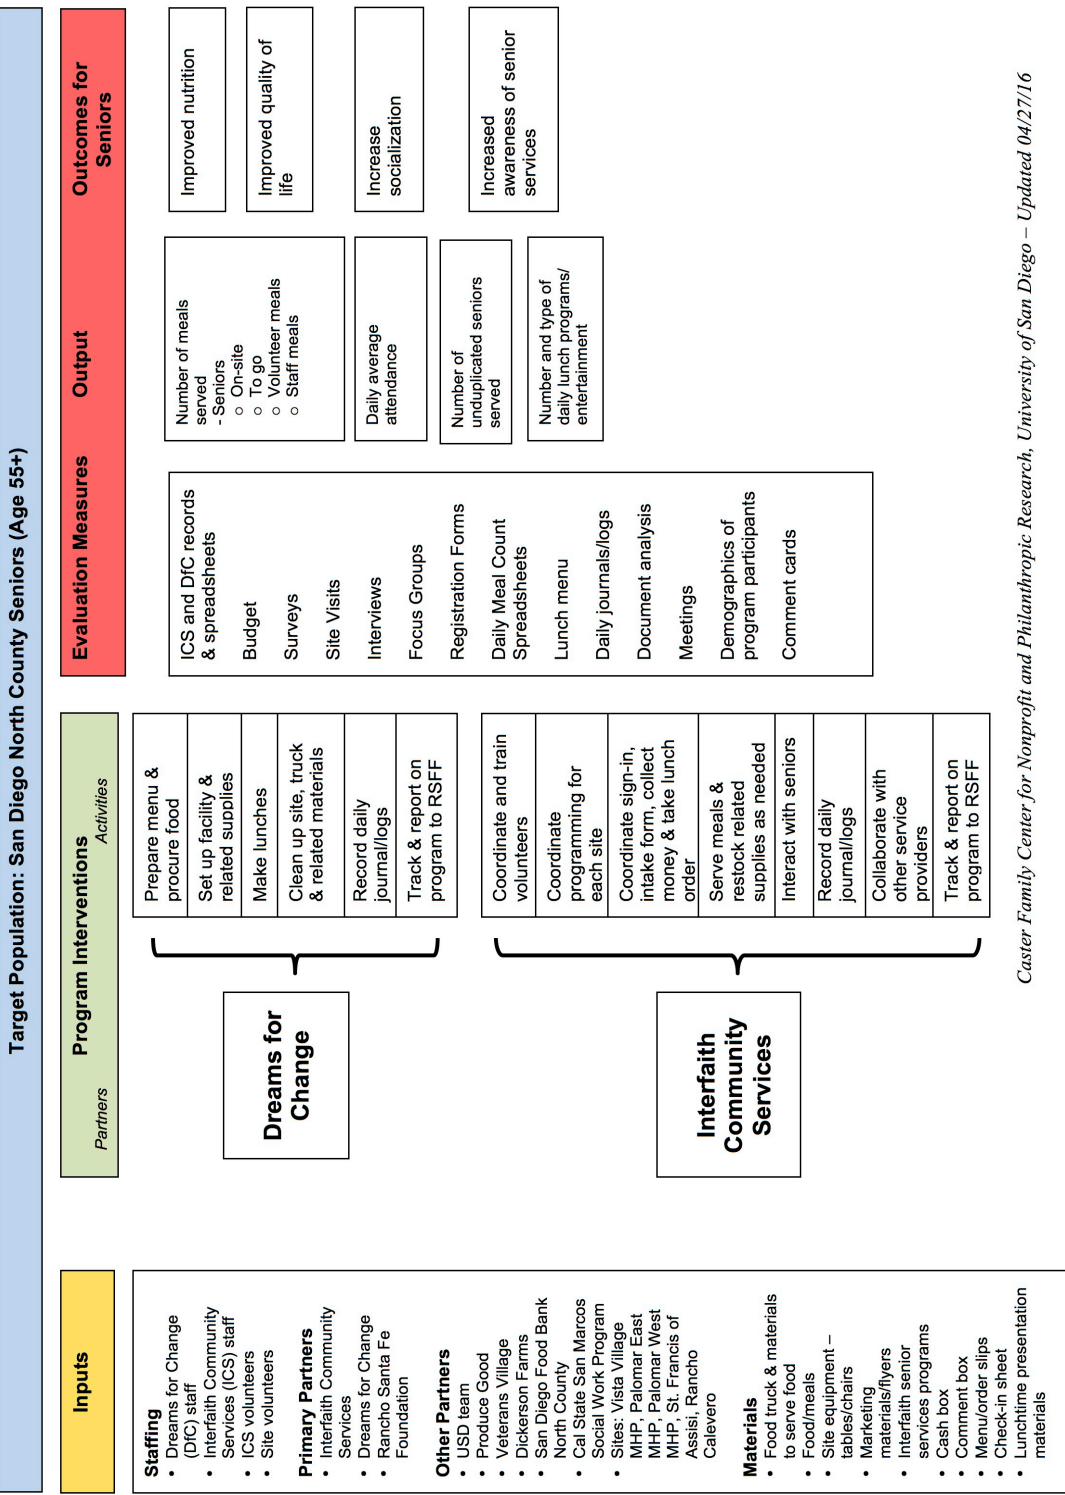 Target Population: San Diego North County Seniors (Age 55+)
Inputs
Staffing
• Dreams for Change
(DfC) staff
• Interfaith Community
Services (ICS) staff
• ICS volunteers
• Site volunteers
Primary Partners
• Interfaith Community
Services
• Dreams for Change
• Rancho Santa Fe
Foundation
Other Partners
• USD team
• Produce Good
• Veterans Village
• Dickerson Farms
• San Diego Food Bank
North County
• Cal State San Marcos
Social Work Program
• Sites: Vista Village
MHP, Palomar East
MHP, Palomar West
MHP, St. Francis of
Assisi, Rancho
Calevero
Materials
• Food truck & materials
to serve food
• Food/meals
• Site equipment –
tables/chairs
• Marketing
materials/flyers
• Interfaith senior
services programs
• Cash box
• Comment box
• Menu/order slips
• Check-in sheet
• Lunchtime presentation
materials
Program Interventions
Partners
Activities
Dreams for
Change
Prepare menu &
procure food
Set up facility &
related supplies
Make lunches
Clean up site, truck
& related materials
Record daily
journal/logs
Track & report on
program to RSFF
Interfaith
Community
Services
Coordinate and train
volunteers
Coordinate
programming for
each site
Coordinate sign-in,
intake form, collect
money & take lunch
order
Serve meals &
restock related
supplies as needed
Interact with seniors
Record daily
journal/logs
Collaborate with
other service
providers
Track & report on
program to RSFF
Evaluation Measures
ICS and DfC records
& spreadsheets
Budget
Surveys
Site Visits
Interviews
Focus Groups
Registration Forms
Daily Meal Count
Spreadsheets
Lunch menu
Daily journals/logs
Document analysis
Meetings
Demographics of
program participants
Comment cards
Output
Number of meals
served
- Seniors
○ On-site
○ To go
○ Volunteer meals
○ Staff meals
Daily average
attendance
Number of
unduplicated seniors
served
Number and type of
daily lunch programs/
entertainment
Outcomes for
Seniors
Improved nutrition
Improved quality of
life
Increase
socialization
Increased
awareness of senior
services
Caster Family Center for Nonprofit and Philanthropic Research, University of San Diego – Updated 04/27/16